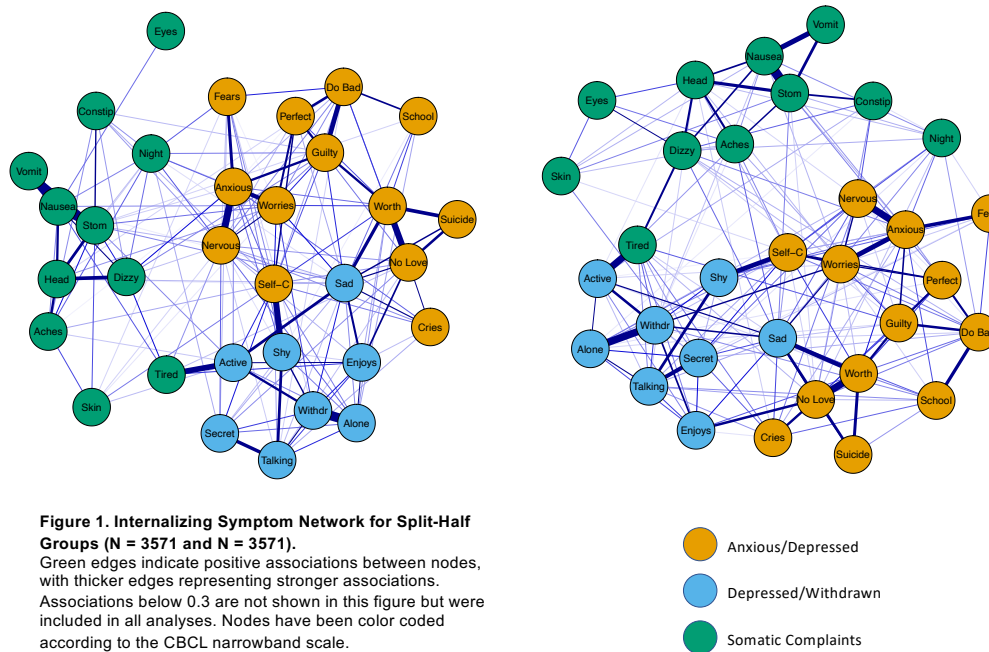 Eyes
Fears
Do Bad
Perfect
School
Constip
Guilty
Night
Vomit
Anxious
Nausea
Worries
Worth
Suicide
Stom
Nervous
No Love
Head
Dizzy
Self-C
Sad
Aches
Cries
Shy
Tired
Active
Enjoys
Skin
Withdr
Alone
Secret
Talking
Vomit
Nausea
Head
Stom
Eyes
Constip
Night
Dizzy
Aches
Skin
Nervous
Fe
Anxious
Tired
Self-C
Worries
Active
Shy
Perfect
Withdr
Guilty
Do Ba
Alone
Sad
Secret
Talking
Worth
No Love
School
Enjoys
Cries
Suicide
Figure 1. Internalizing Symptom Network for Split-Half
Groups (N = 3571 and N = 3571).
Green edges indicate positive associations between nodes,
with thicker edges representing stronger associations.
Associations below 0.3 are not shown in this figure but were
included in all analyses. Nodes have been color coded
according to the CBCL narrowband scale.
Anxious/Depressed
Depressed/Withdrawn
Somatic Complaints